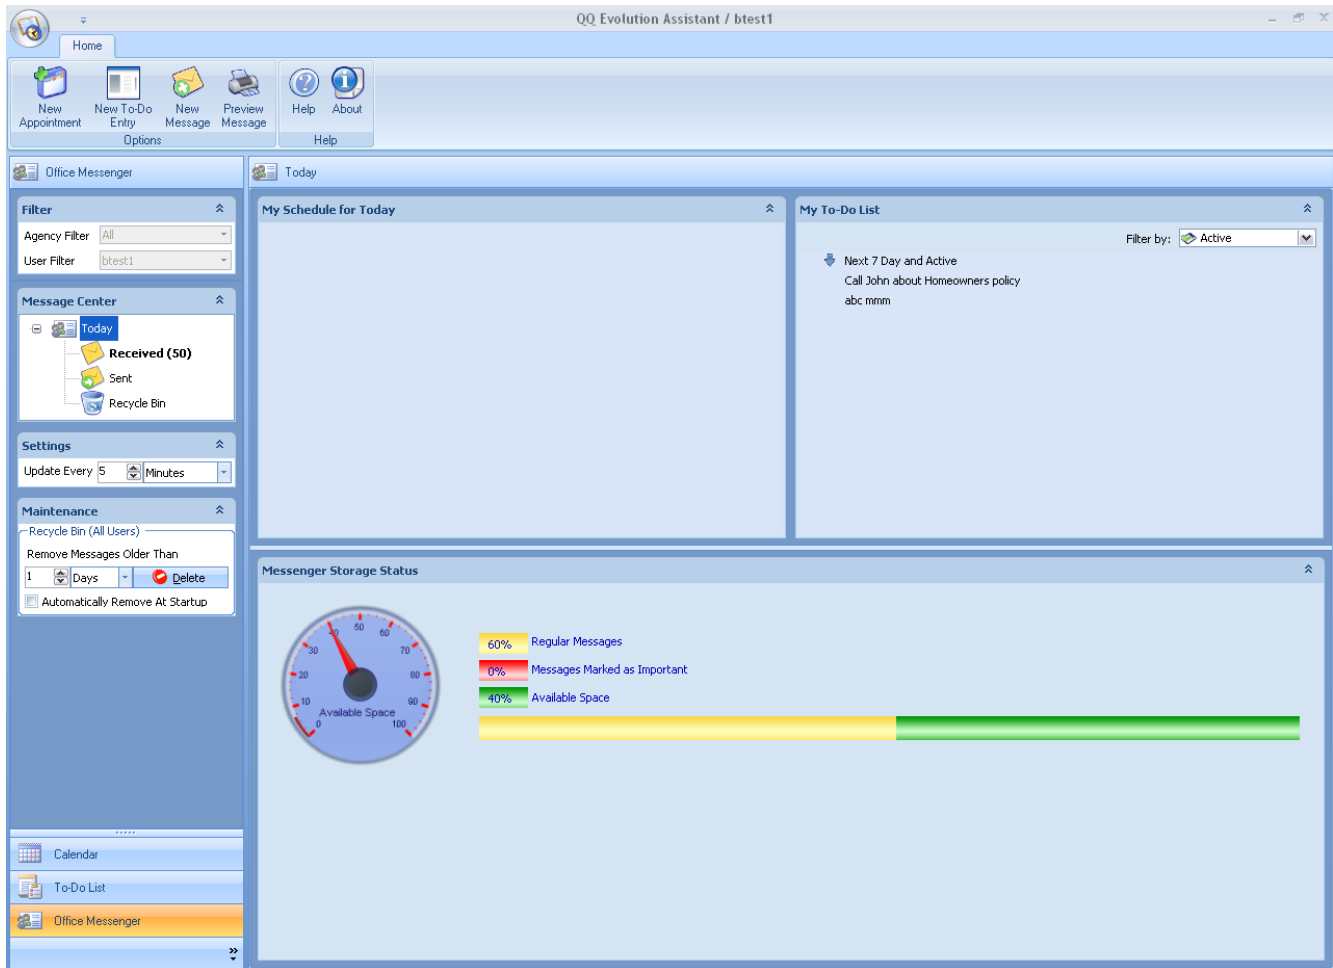 QQ Evolution Assistant / btest1
Home
New Appointment
New To-Do Entry
New Message
Preview Message
Options
Help
About
Help
Office Messenger
Today
Filter
Agency Filter All
User Filter btest1
Message Center
Today
Received (50)
Sent
Recycle Bin
Settings
Update Every 5 Minutes
Maintenance
Recycle Bin (All Users)
Remove Messages Older Than
1 Days Delete
Automatically Remove At Startup
Calendar
To-Do List
Office Messenger
My Schedule for Today
My To-Do List
Filter by: Active
Next 7 Day and Active
Call John about Homeowners policy
abc mmm
Messenger Storage Status
0
10
20
30
40
50
60
70
80
90
100
Available Space
60% Regular Messages
0% Messages Marked as Important
40% Available Space